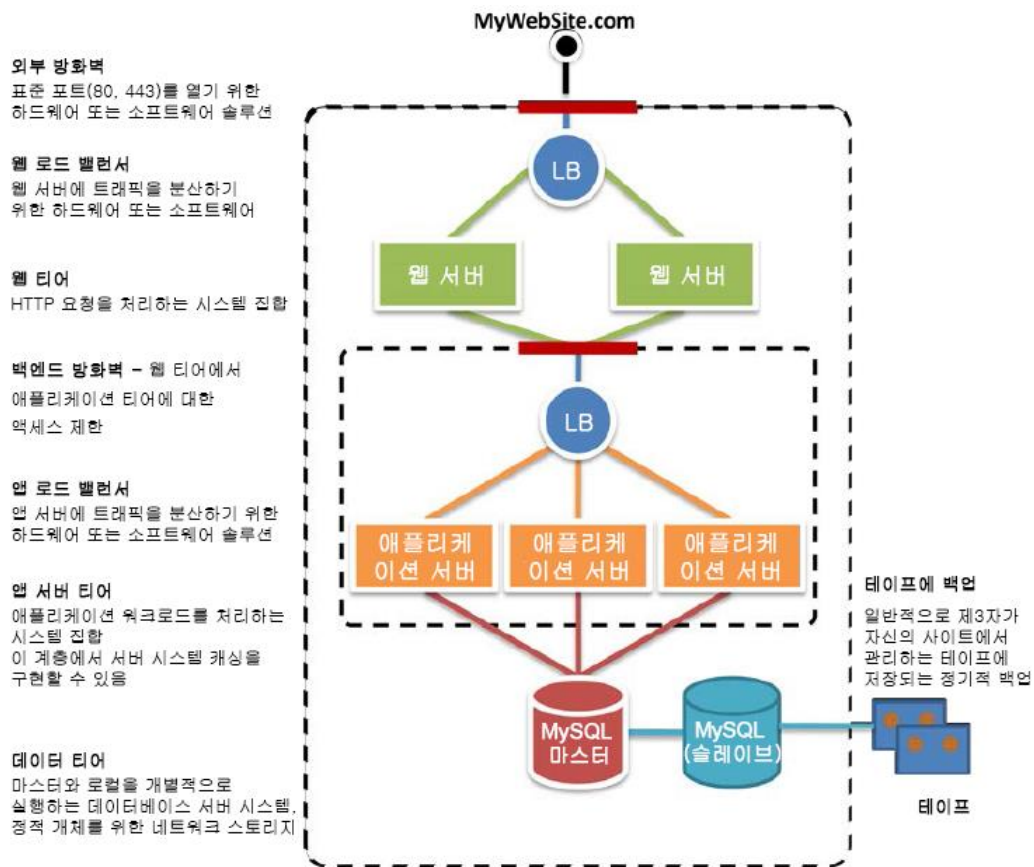 MyWebSite.com
외부 방화벽
표준 포트(80, 443)를 열기 위한
하드웨어 또는 소프트웨어 솔루션
웹 로드 밸런서
웹 서버에 트래픽을 분산하기
위한 하드웨어 또는 소프트웨어
LB
웹 서버
웹 서버
웹 티어
HTTP 요청을 처리하는 시스템 집합
백엔드 방화벽 – 웹 티어에서
애플리케이션 티어에 대한
액세스 제한
LB
앱 로드 밸런서
앱 서버에 트래픽을 분산하기 위한
하드웨어 또는 소프트웨어 솔루션
애플리케
이션 서버
애플리케
이션 서버
애플리케
이션 서버
앱 서버 티어
애플리케이션 워크로드를 처리하는
시스템 집합
이 계층에서 서버 시스템 캐싱을
구현할 수 있음
테이프에 백업
일반적으로 제3자가
자신의 사이트에서
관리하는 테이프에
저장되는 정기적 백업
MySQL
마스터
MySQL
(슬레이브)
테이프
데이터 티어
마스터와 로컬을 개별적으로
실행하는 데이터베이스 서버 시스템,
정적 개체를 위한 네트워크 스토리지